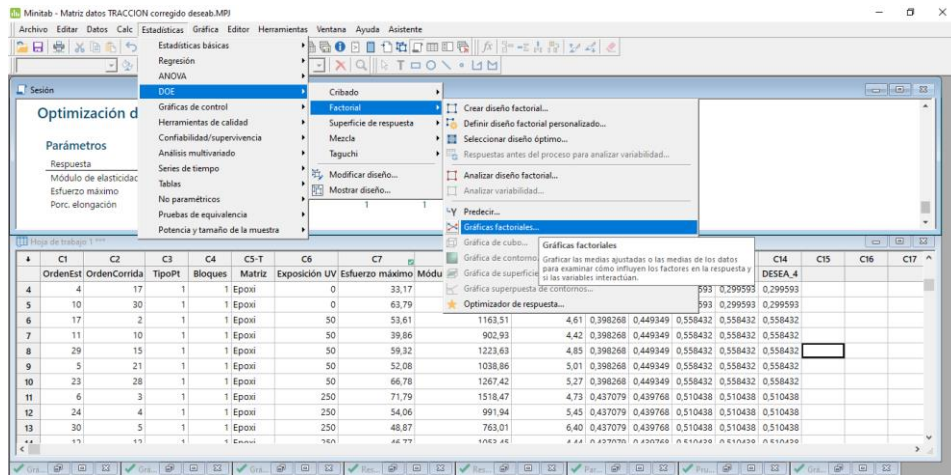 Minitab - Matriz datos TRACCION corregido deseab.MPJ
Archivo Editar Datos Calc Estadísticas Gráfica Editor Herramientas Ventana Ayuda Asistente
Estadísticas básicas
Regresión
ANOVA
DOE
Gráficas de control
Herramientas de calidad
Confiabilidad/supervivencia
Análisis multivariado
Series de tiempo
Tablas
No paramétricos
Pruebas de equivalencia
Potencia y tamaño de la muestra
Cribado
Factorial
Superficie de respuesta
Mezcla
Taguchi
Modificar diseño...
Mostrar diseño...
Crear diseño factorial...
Definir diseño factorial personalizado...
Seleccionar diseño óptimo...
Respuestas antes del proceso para analizar variabilidad...
Analizar diseño factorial...
Analizar variabilidad...
Predecir...
Gráficas factoriales...
Gráfica de cubo...
Gráfica de contorno
Gráfica de superficie
Gráfica superpuesta de contornos...
Optimizador de respuesta...
Gráficas factoriales
Graficar las medias ajustadas o las medias de los datos
para examinar cómo influyen los factores en la respuesta y
si las variables interactúan.
Sesión
Optimización d
Parámetros
Respuesta
Módulo de elasticidad
Esfuerzo máximo
Porc. elongación
1 1
Hoja de trabajo 1 ***
C1 C2 C3 C4 C5-T C6 C7 C14 C15 C16 C17
OrdenEst OrdenCorrida TipoPt Bloques Matriz Exposición UV Esfuerzo máximo Módu DESEA_4
4 4 17 1 1 Epoxi 0 33,17 593 0,299593 0,299593
5 10 30 1 1 Epoxi 0 63,79 593 0,299593 0,299593
6 17 2 1 1 Epoxi 50 53,61 1163,51 4,61 0,398268 0,449349 0,558432 0,558432 0,558432
7 11 10 1 1 Epoxi 50 39,86 902,93 4,42 0,398268 0,449349 0,558432 0,558432 0,558432
8 29 15 1 1 Epoxi 50 59,32 1223,63 4,85 0,398268 0,449349 0,558432 0,558432 0,558432
9 5 21 1 1 Epoxi 50 52,08 1038,86 5,01 0,398268 0,449349 0,558432 0,558432 0,558432
10 23 28 1 1 Epoxi 50 66,78 1267,42 5,27 0,398268 0,449349 0,558432 0,558432 0,558432
11 6 3 1 1 Epoxi 250 71,79 1518,47 4,73 0,437079 0,439768 0,510438 0,510438 0,510438
12 24 4 1 1 Epoxi 250 54,06 991,94 5,45 0,437079 0,439768 0,510438 0,510438 0,510438
13 30 5 1 1 Epoxi 250 48,87 763,01 6,40 0,437079 0,439768 0,510438 0,510438 0,510438